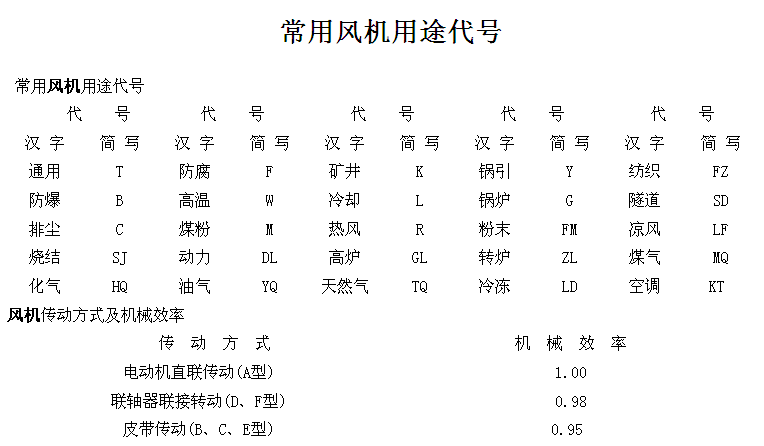 常用风机用途代号
常用风机用途代号
代 号 代 号 代 号 代 号 代 号
汉 字 简 写 汉 字 简 写 汉 字 简 写 汉 字 简 写 汉 字 简 写
通用 T 防腐 F 矿井 K 锅引 Y 纺织 FZ
防爆 B 高温 W 冷却 L 锅炉 G 隧道 SD
排尘 C 煤粉 M 热风 R 粉末 FM 凉风 LF
烧结 SJ 动力 DL 高炉 GL 转炉 ZL 煤气 MQ
化气 HQ 油气 YQ 天然气 TQ 冷冻 LD 空调 KT
风机传动方式及机械效率
传 动 方 式 机 械 效 率
电动机直联传动(A型) 1.00
联轴器联接转动(D、F型) 0.98
皮带传动(B、C、E型) 0.95